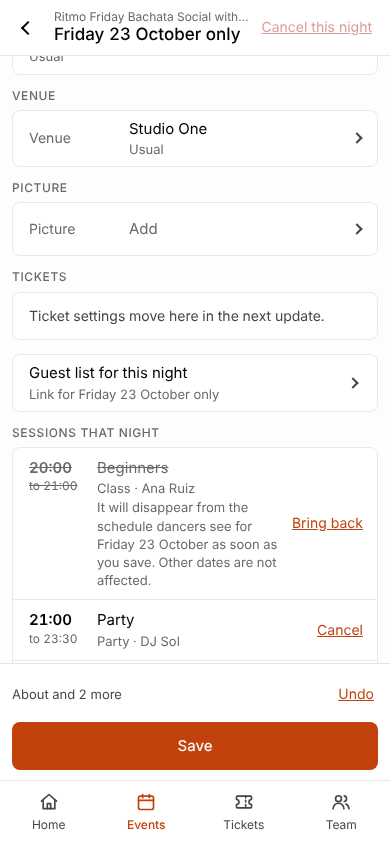 Ritmo Friday Bachata Social with...
Friday 23 October only
Cancel this night
Usual
VENUE
Venue
Studio One
Usual
PICTURE
Picture
Add
TICKETS
Ticket settings move here in the next update.
Guest list for this night
Link for Friday 23 October only
SESSIONS THAT NIGHT
20:00
to 21:00
Beginners
Class · Ana Ruiz
It will disappear from the
schedule dancers see for
Friday 23 October as soon as
you save. Other dates are not
affected.
Bring back
21:00
to 23:30
Party
Party · DJ Sol
Cancel
About and 2 more
Undo
Save
Home
Events
Tickets
Team